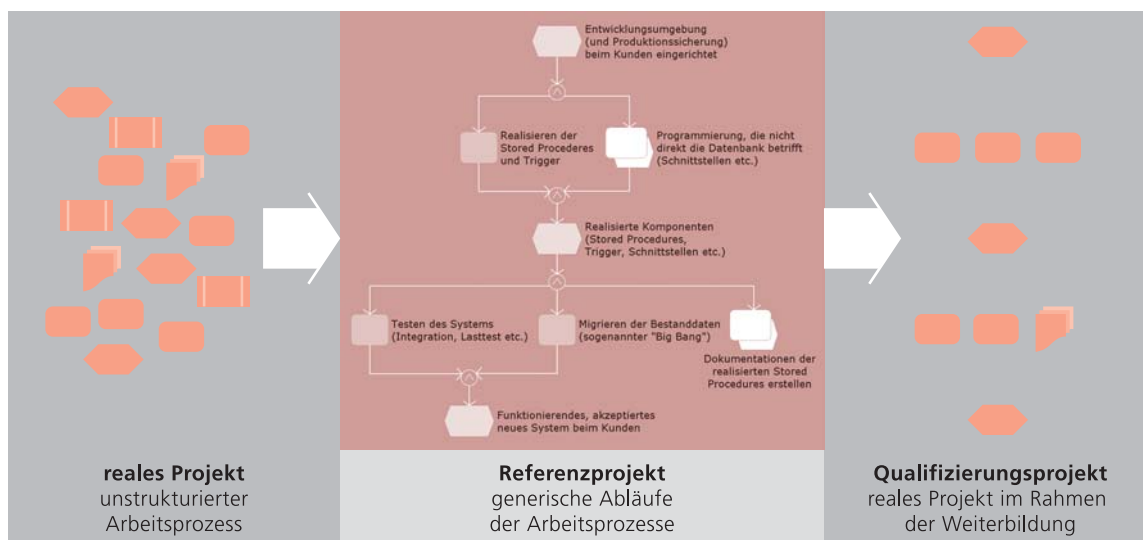 Entwicklungsumgebung
(und Produktionssicherung)
beim Kunden eingerichtet
Realisieren der
Stored Procederes
und Trigger
Programmierung, die nicht
direkt die Datenbank betrifft
(Schnittstellen etc.)
Realisierte Komponenten
(Stored Procedures,
Trigger, Schnittstellen etc.)
Testen des Systems
(Integration, Lasttest etc.)
Migrieren der Bestanddaten
(sogenannter "Big Bang")
Dokumentationen der
realisierten Stored
Procedures erstellen
Funktionierendes, akzeptiertes
neues System beim Kunden
reales Projekt
unstrukturierter
Arbeitsprozess
Referenzprojekt
generische Abläufe
der Arbeitsprozesse
Qualifizierungsprojekt
reales Projekt im Rahmen
der Weiterbildung